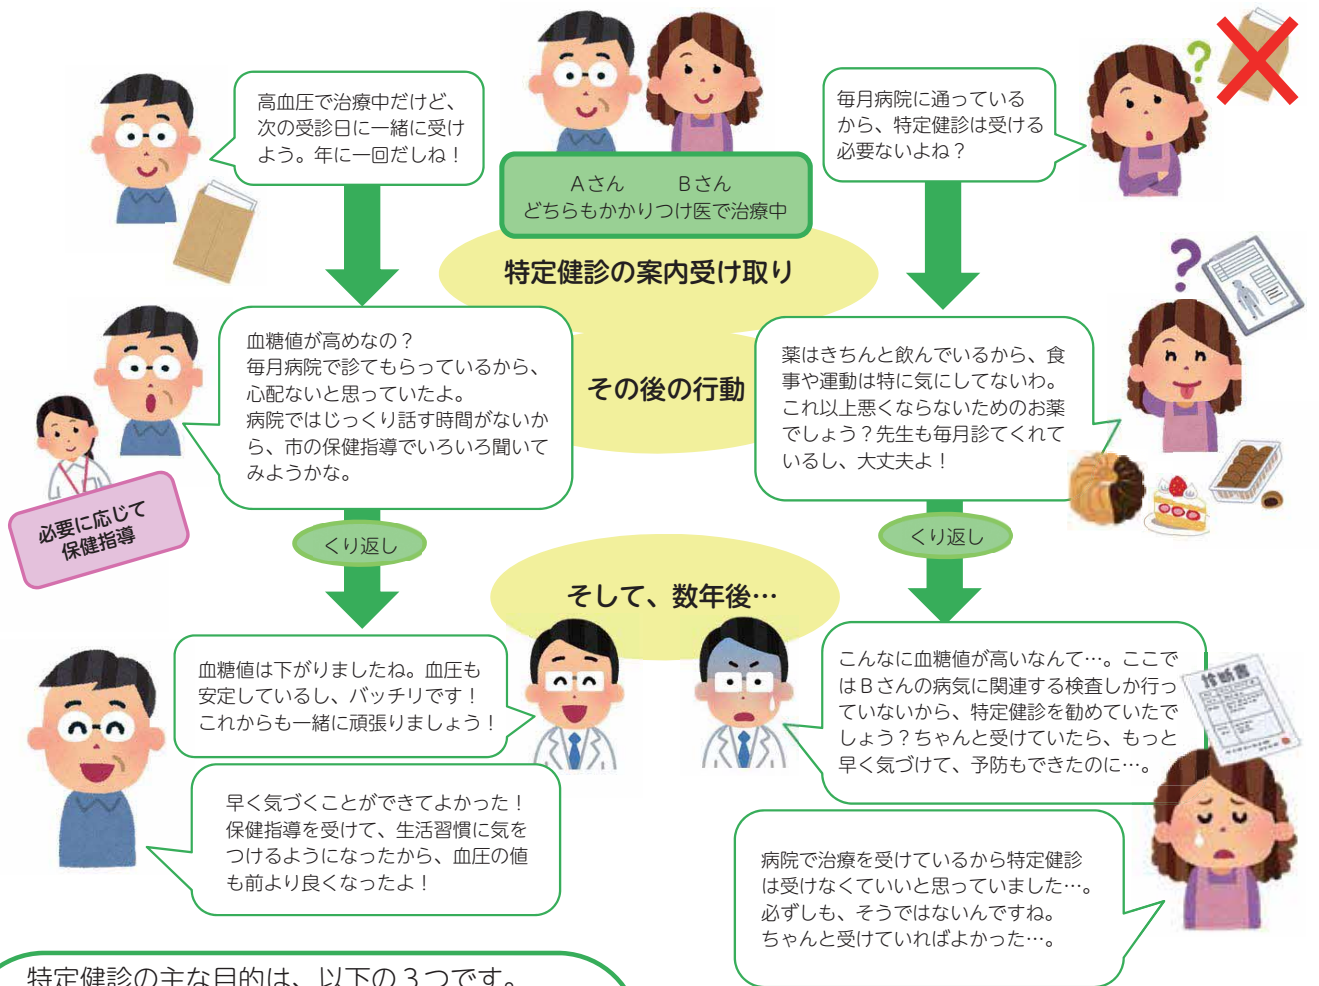 高血圧で治療中だけど、
次の受診日に一緒に受け
よう。年に一回だしね！
Aさん　Bさん
どちらもかかりつけ医で治療中
毎月病院に通っている
から、特定健診は受ける
必要ないよね？
特定健診の案内受け取り
血糖値が高めなの？
毎月病院で診てもらっているから、
心配ないと思っていたよ。
病院ではじっくり話す時間がないか
ら、市の保健指導でいろいろ聞いて
みようかな。
必要に応じて
保健指導
その後の行動
薬はきちんと飲んでいるから、食
事や運動は特に気にしてないわ。
これ以上悪くならないためのお薬
でしょう？先生も毎月診てくれて
いるし、大丈夫よ！
くり返し
くり返し
そして、数年後…
血糖値は下がりましたね。血圧も
安定しているし、バッチリです！
これからも一緒に頑張りましょう！
早く気づくことができてよかった！
保健指導を受けて、生活習慣に気を
つけるようになったから、血圧の値
も前より良くなったよ！
こんなに血糖値が高いなんて…。ここで
はBさんの病気に関連する検査しか行っ
ていないから、特定健診を勧めていたで
しょう？ちゃんと受けていたら、もっと
早く気づけて、予防もできたのに…。
診断書
病院で治療を受けているから特定健診
は受けなくていいと思っていました…。
必ずしも、そうではないんですね。
ちゃんと受けていればよかった…。
特定健診の主な目的は、以下の３つです。